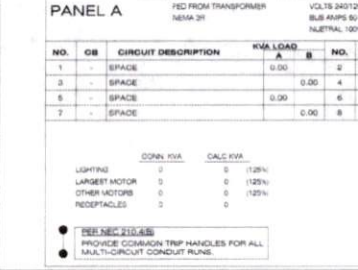 PANEL A
FED FROM TRANSFORMER
NEMA 3R
VOLTS 240/12
BUS AMPS 60
NUETRAL 100
NO. CB CIRCUIT DESCRIPTION KVA LOAD NO.
A B
1 - SPACE 0.00 2
3 - SPACE 0.00 4
5 - SPACE 0.00 6
7 - SPACE 0.00 8
CONN. KVA CALC KVA
LIGHTING 0 0 (125%)
LARGEST MOTOR 0 0 (125%)
OTHER MOTORS 0 0 (125%)
RECEPTACLES 0 0
PER NEC 210.4(B)
PROVIDE COMMON TRIP HANDLES FOR ALL
MULTI-CIRCUIT CONDUIT RUNS.